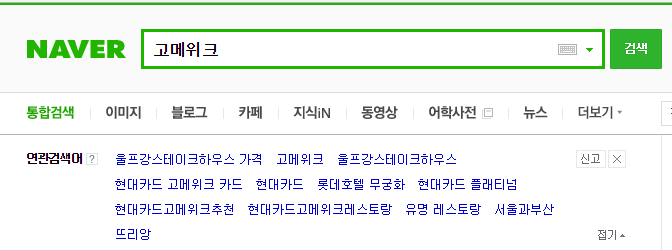 NAVER 고메위크 검색
통합검색 이미지 블로그 카페 지식iN 동영상 어학사전 뉴스 더보기
연관검색어 ? 울프강스테이크하우스 가격 고메위크 울프강스테이크하우스 신고
현대카드 고메위크 카드 현대카드 롯데호텔 무궁화 현대카드 플래티넘
현대카드고메위크추천 현대카드고메위크레스토랑 유명 레스토랑 서울과부산
뜨리앙 접기